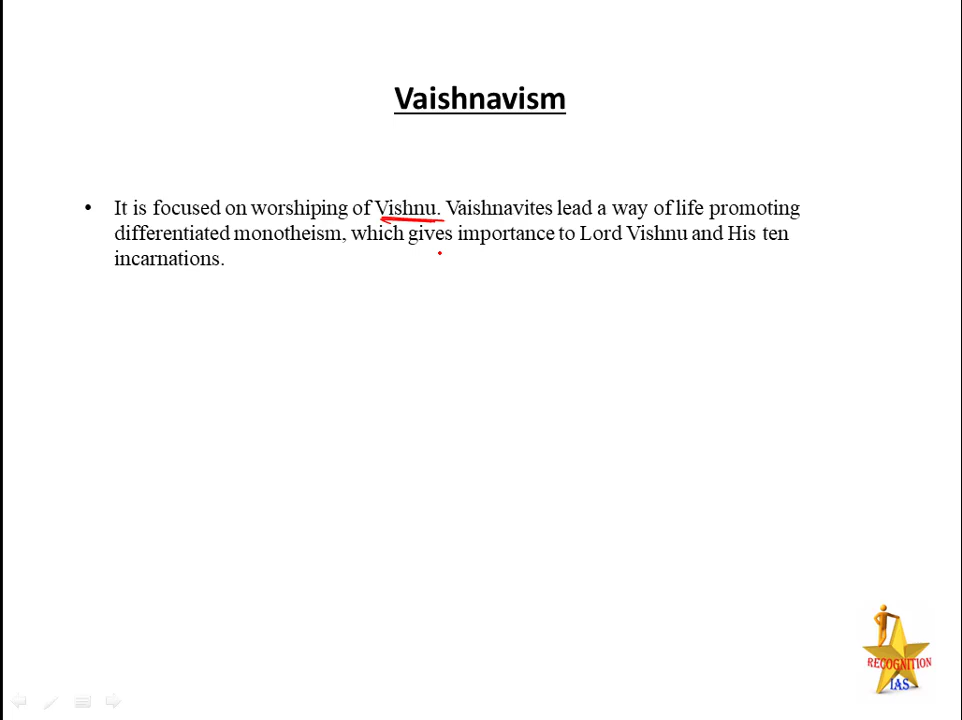 Vaishnavism
• It is focused on worshiping of Vishnu. Vaishnavites lead a way of life promoting
differentiated monotheism, which gives importance to Lord Vishnu and His ten
incarnations.
RECOGNITION
IAS